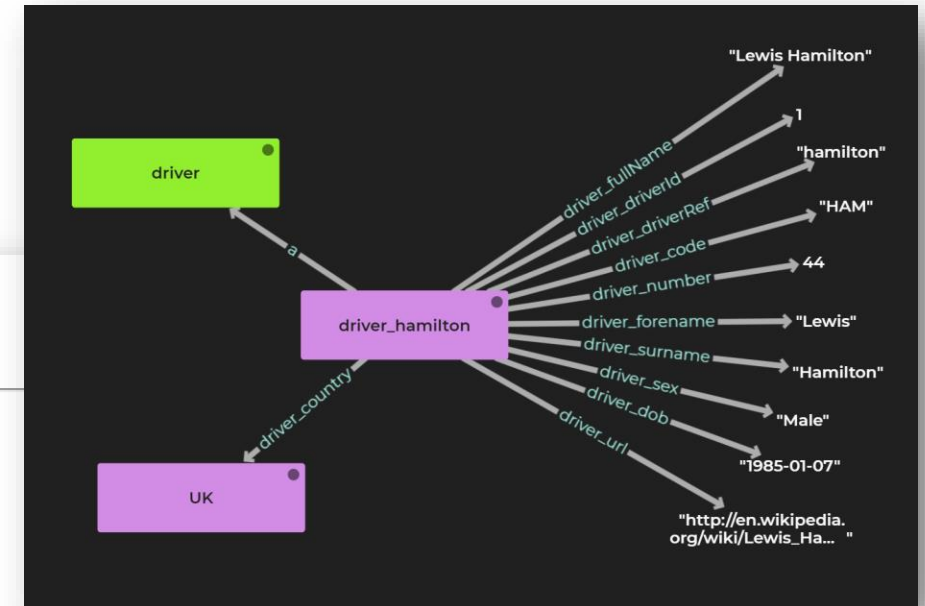 "Lewis Hamilton"
driver_fullName
1
driver_driverId
"hamilton"
driver_driverRef
"HAM"
driver_code
44
driver_number
driver
a
driver_hamilton
driver_forename
"Lewis"
driver_surname
"Hamilton"
driver_sex
"Male"
driver_dob
"1985-01-07"
driver_url
"http://en.wikipedia.
org/wiki/Lewis_Ha... "
driver_country
UK